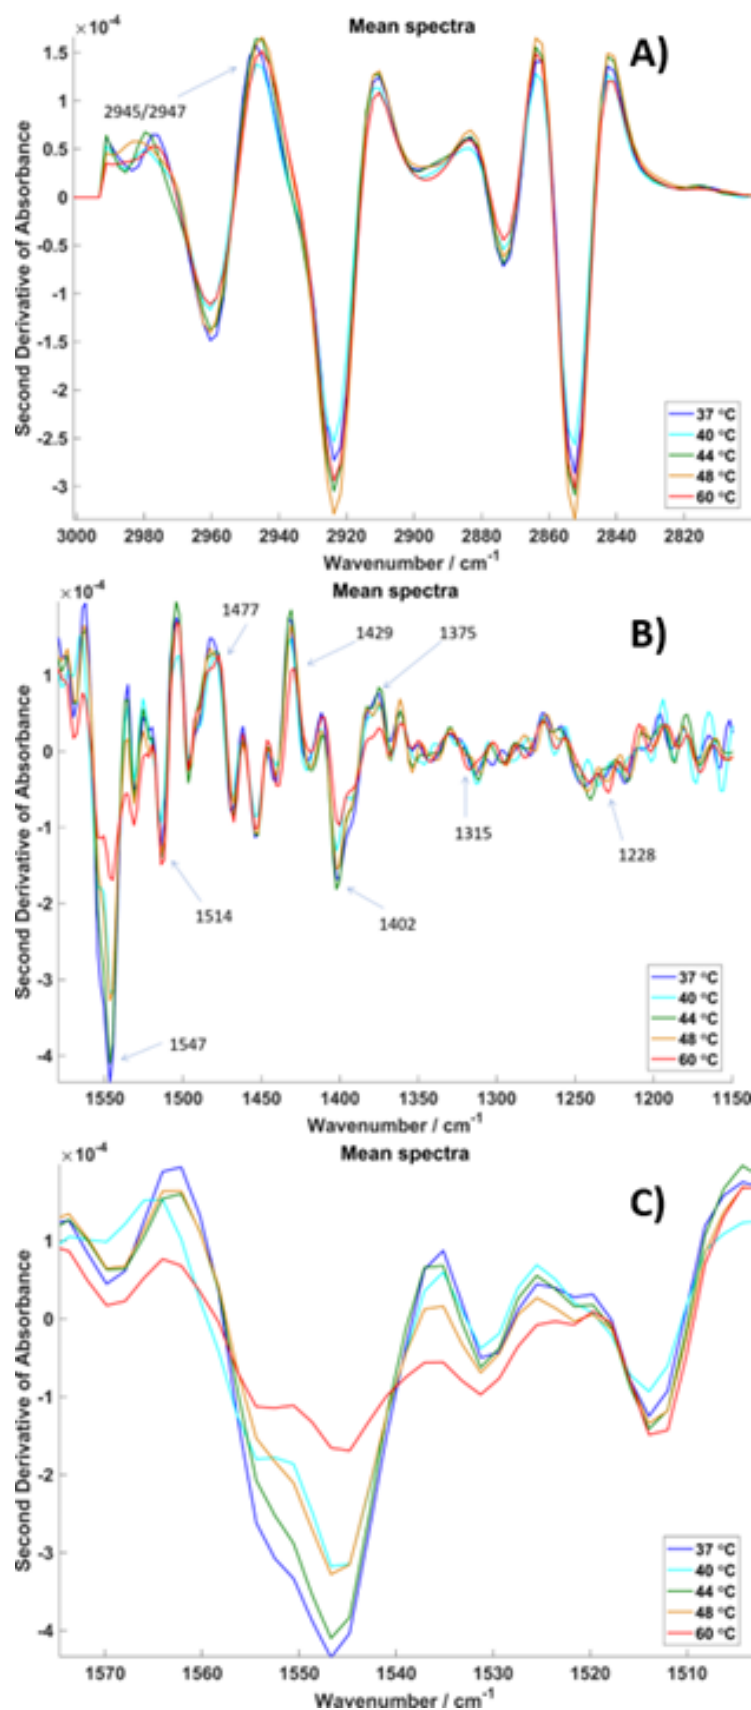 ×10⁻⁴
Mean spectra
A)
1.5
1
0.5
0
-0.5
-1
-1.5
-2
-2.5
-3
Second Derivative of Absorbance
2945/2947
37 °C
40 °C
44 °C
48 °C
60 °C
3000 2980 2960 2940 2920 2900 2880 2860 2840 2820
Wavenumber / cm⁻¹
×10⁻⁴
Mean spectra
B)
1
0
-1
-2
-3
-4
Second Derivative of Absorbance
1477
1429
1375
1315
1228
1514
1402
1547
37 °C
40 °C
44 °C
48 °C
60 °C
1550 1500 1450 1400 1350 1300 1250 1200 1150
Wavenumber / cm⁻¹
×10⁻⁴
Mean spectra
C)
1
0
-1
-2
-3
-4
Second Derivative of Absorbance
37 °C
40 °C
44 °C
48 °C
60 °C
1570 1560 1550 1540 1530 1520 1510
Wavenumber / cm⁻¹